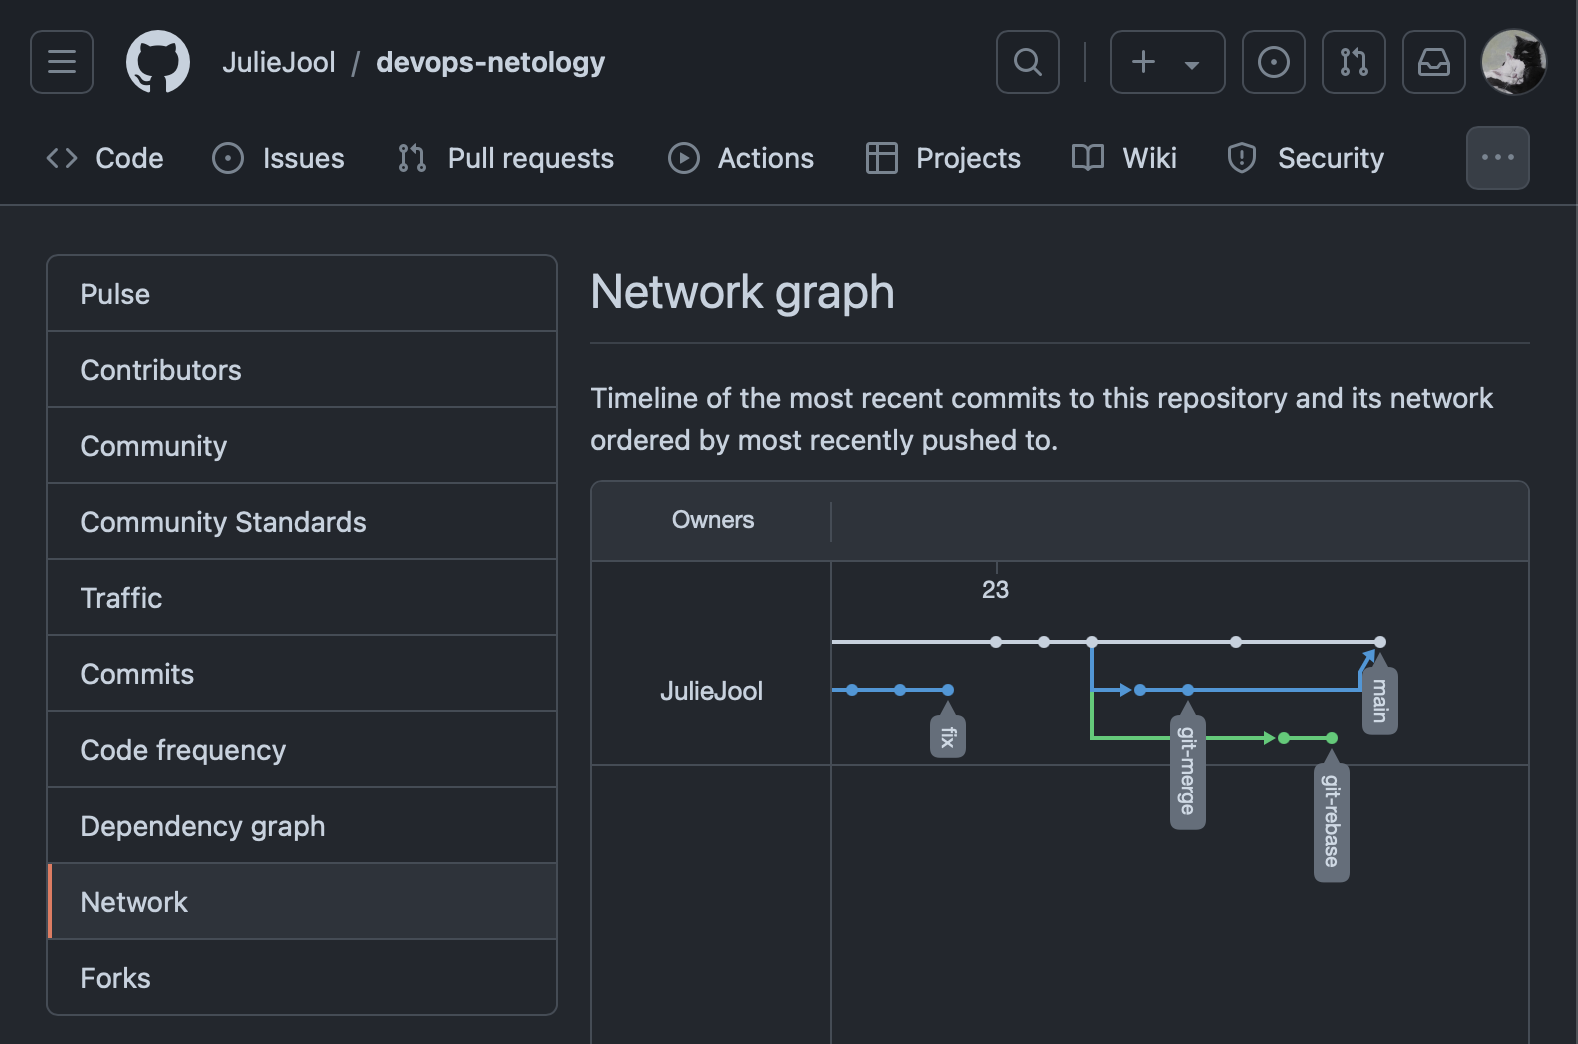 JulieJool / devops-netology
Code Issues Pull requests Actions Projects Wiki Security
Pulse
Contributors
Community
Community Standards
Traffic
Commits
Code frequency
Dependency graph
Network
Forks
Network graph
Timeline of the most recent commits to this repository and its network
ordered by most recently pushed to.
Owners
23
JulieJool
fix
git-merge
git-rebase
main